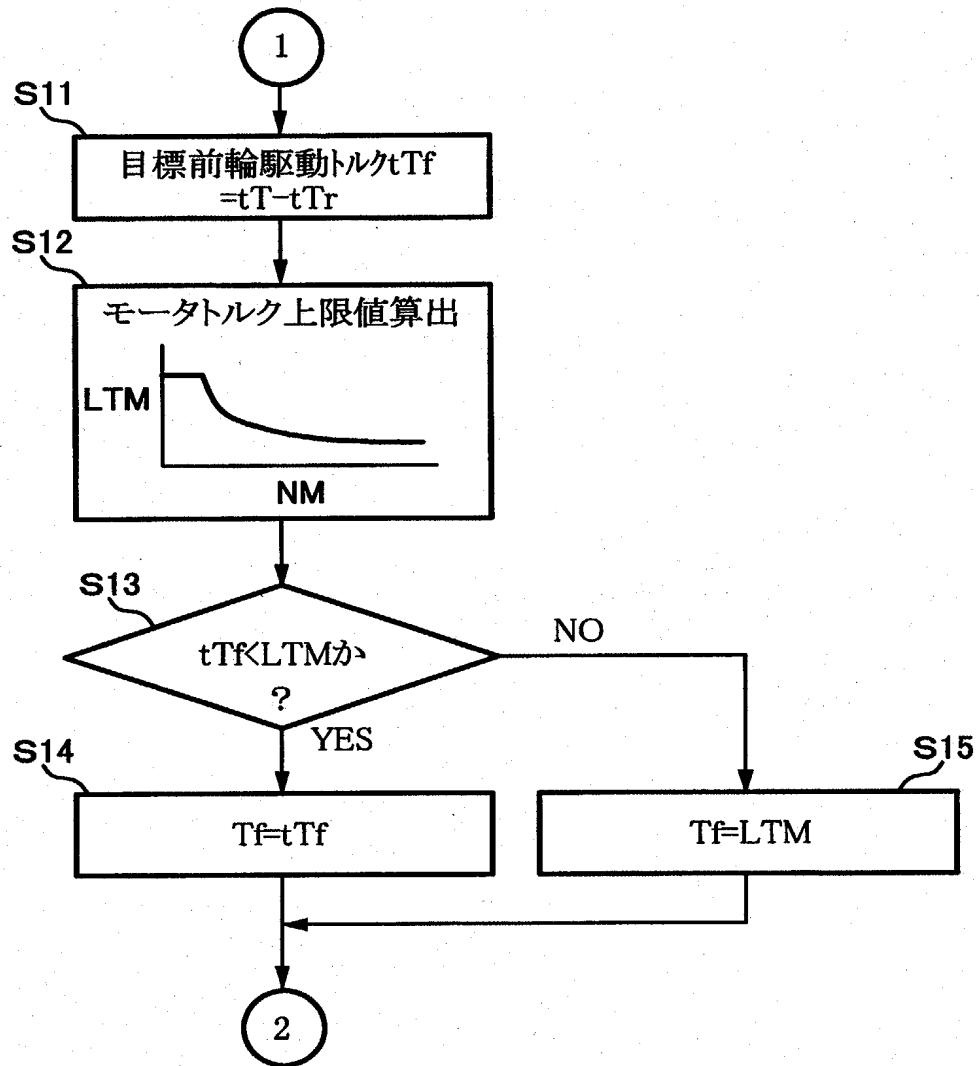 1
S11
目標前輪駆動トルクtTf
=tT-tTr
S12
モータトルク上限値算出
LTM
NM
S13
tTf<LTMか
?
NO
YES
S14
Tf=tTf
S15
Tf=LTM
2